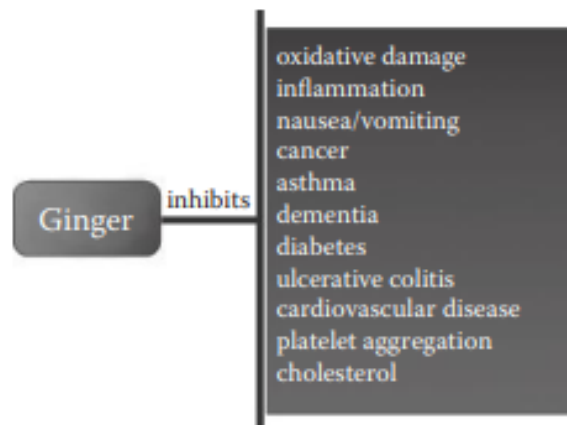 Ginger
inhibits
oxidative damage
inflammation
nausea/vomiting
cancer
asthma
dementia
diabetes
ulcerative colitis
cardiovascular disease
platelet aggregation
cholesterol